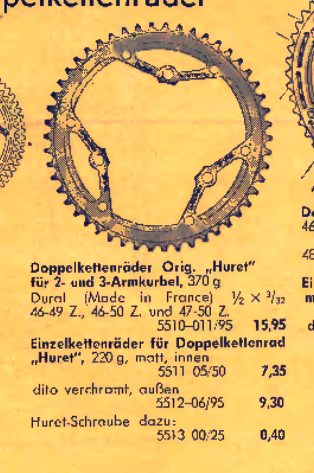 pelkettenräder
Doppelkettenräder Orig. „Huret"
für 2- und 3-Armkurbel, 370 g
Dural (Made in France) ½ × ³/₃₂
46-49 Z., 46-50 Z. und 47-50 Z.
5510-011/95 15,95
Einzelkettenräder für Doppelkettenrad
„Huret", 220 g, matt, innen
5511 05/50 7,35
dito verchromt, außen
5512-06/95 9,30
Huret-Schraube dazu:
5513 00/25 0,40